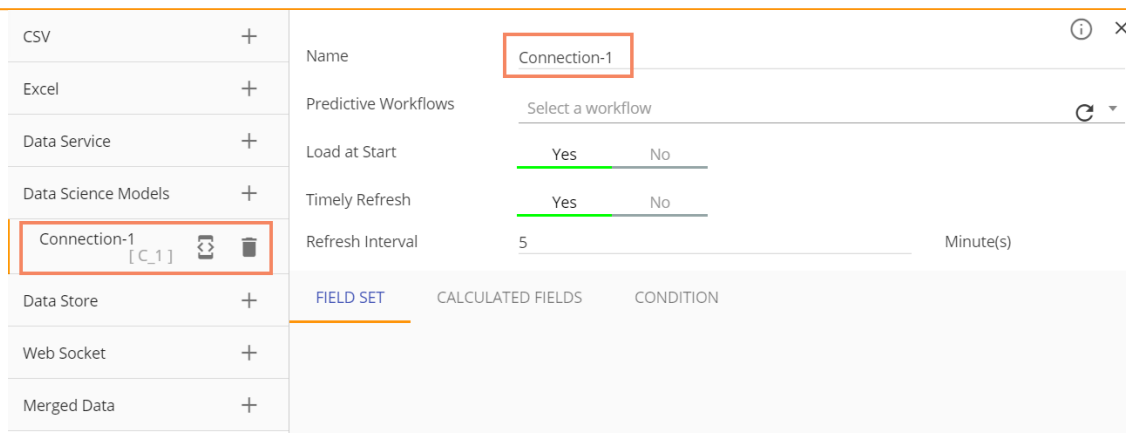 CSV
Excel
Data Service
Data Science Models
Connection-1
[ C_1 ]
Data Store
Web Socket
Merged Data
Name
Connection-1
Predictive Workflows
Select a workflow
Load at Start
Yes No
Timely Refresh
Yes No
Refresh Interval
5
Minute(s)
FIELD SET CALCULATED FIELDS CONDITION